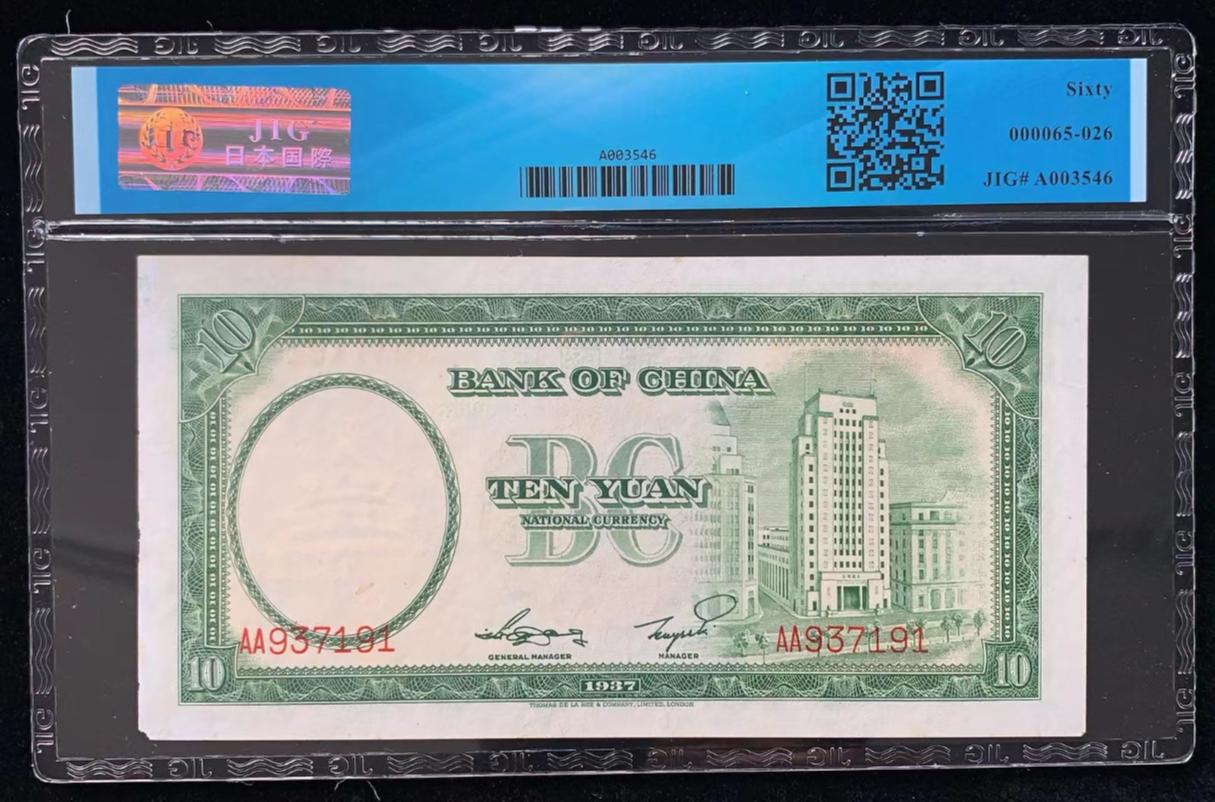 JIG
日本国際
A003546
Sixty
000065-026
JIG# A003546
10 10
BANK OF CHINA
BC
TEN YUAN
NATIONAL CURRENCY
AA937191 AA937191
GENERAL MANAGER MANAGER
10 1937 10
THOMAS DE LA RUE & COMPANY, LIMITED, LONDON